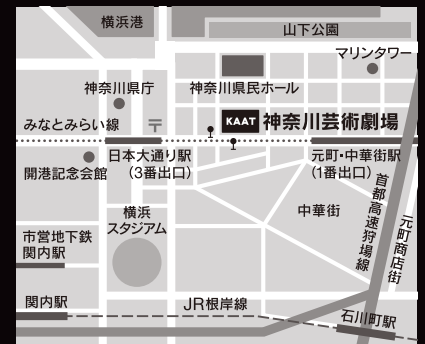 横浜港
山下公園
マリンタワー
神奈川県庁
神奈川県民ホール
みなとみらい線
〒
KAAT 神奈川芸術劇場
日本大通り駅
（3番出口）
元町・中華街駅
（1番出口）
開港記念会館
首都高速狩場線
元町商店街
横浜
スタジアム
中華街
市営地下鉄
関内駅
関内駅
JR根岸線
石川町駅